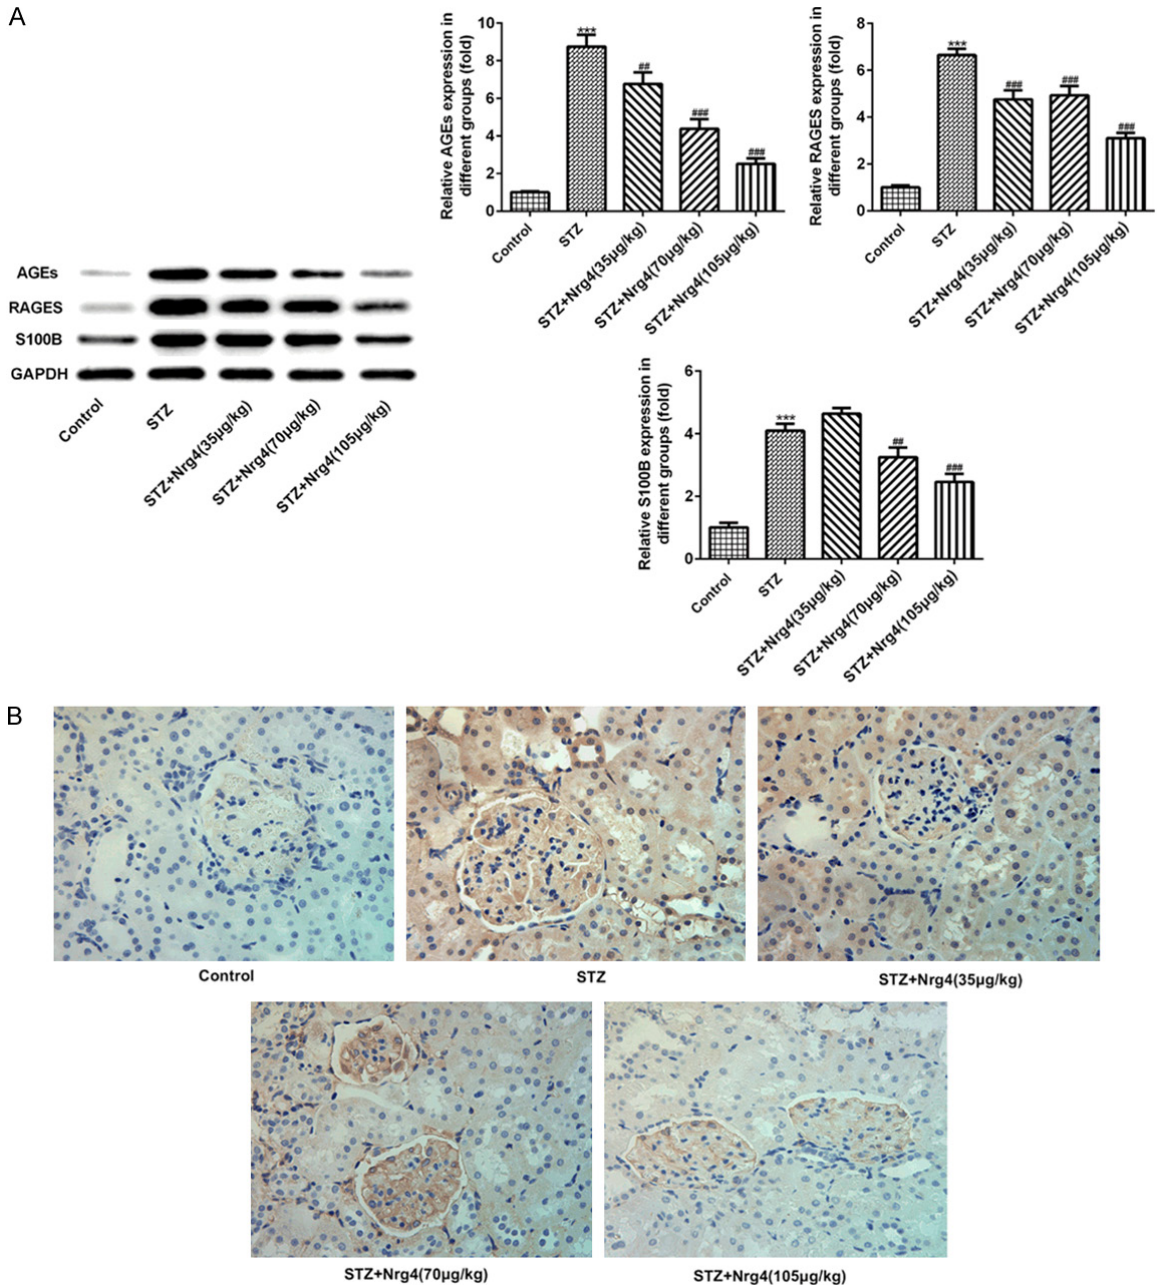 A
AGEs
RAGES
S100B
GAPDH
Control
STZ
STZ+Nrg4(35µg/kg)
STZ+Nrg4(70µg/kg)
STZ+Nrg4(105µg/kg)
Relative AGEs expression in
different groups (fold)
10
8
6
4
2
0
***
##
###
###
Control
STZ
STZ+Nrg4(35µg/kg)
STZ+Nrg4(70µg/kg)
STZ+Nrg4(105µg/kg)
Relative RAGES expression in
different groups (fold)
8
6
4
2
0
***
###
###
###
Control
STZ
STZ+Nrg4(35µg/kg)
STZ+Nrg4(70µg/kg)
STZ+Nrg4(105µg/kg)
Relative S100B expression in
different groups (fold)
6
4
2
0
***
##
###
Control
STZ
STZ+Nrg4(35µg/kg)
STZ+Nrg4(70µg/kg)
STZ+Nrg4(105µg/kg)
B
Control
STZ
STZ+Nrg4(35µg/kg)
STZ+Nrg4(70µg/kg)
STZ+Nrg4(105µg/kg)